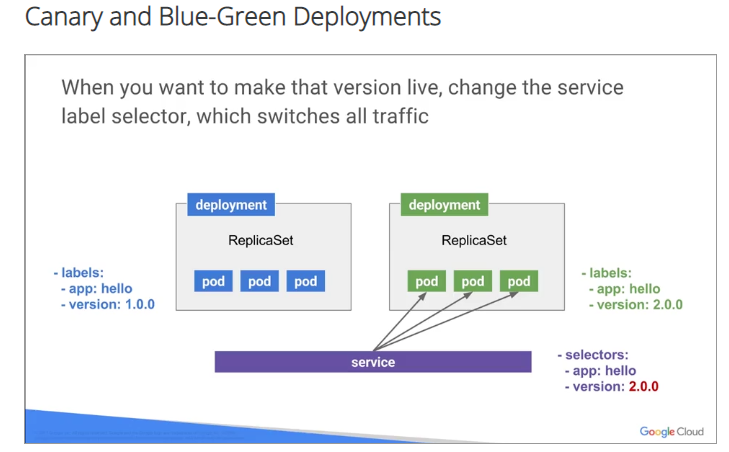 Canary and Blue-Green Deployments
When you want to make that version live, change the service
label selector, which switches all traffic
deployment
deployment
ReplicaSet
ReplicaSet
- labels:
- app: hello
- version: 1.0.0
pod
pod
pod
pod
pod
pod
- labels:
- app: hello
- version: 2.0.0
service
- selectors:
- app: hello
- version: 2.0.0
Google Cloud